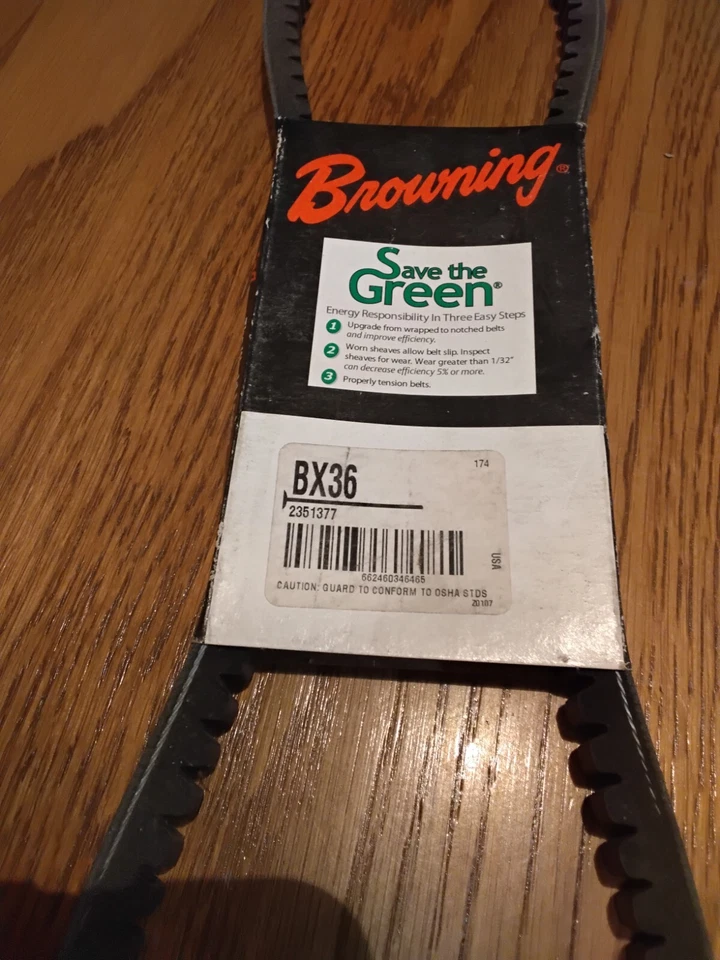 Browning®
Save the
Green®
Energy Responsibility In Three Easy Steps
1 Upgrade from wrapped to notched belts
and improve efficiency.
2 Worn sheaves allow belt slip. Inspect
sheaves for wear. Wear greater than 1/32"
can decrease efficiency 5% or more.
3 Properly tension belts.
BX36
174
2351377
USA
662460346465
CAUTION: GUARD TO CONFORM TO OSHA STDS
Z0107